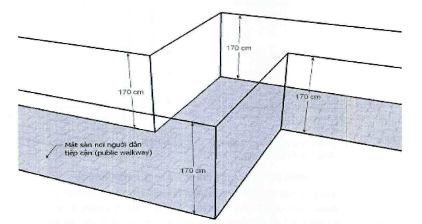 170 cm
170 cm
170 cm
Mặt sàn nơi người dân
tiếp cận (public walkway)
170 cm